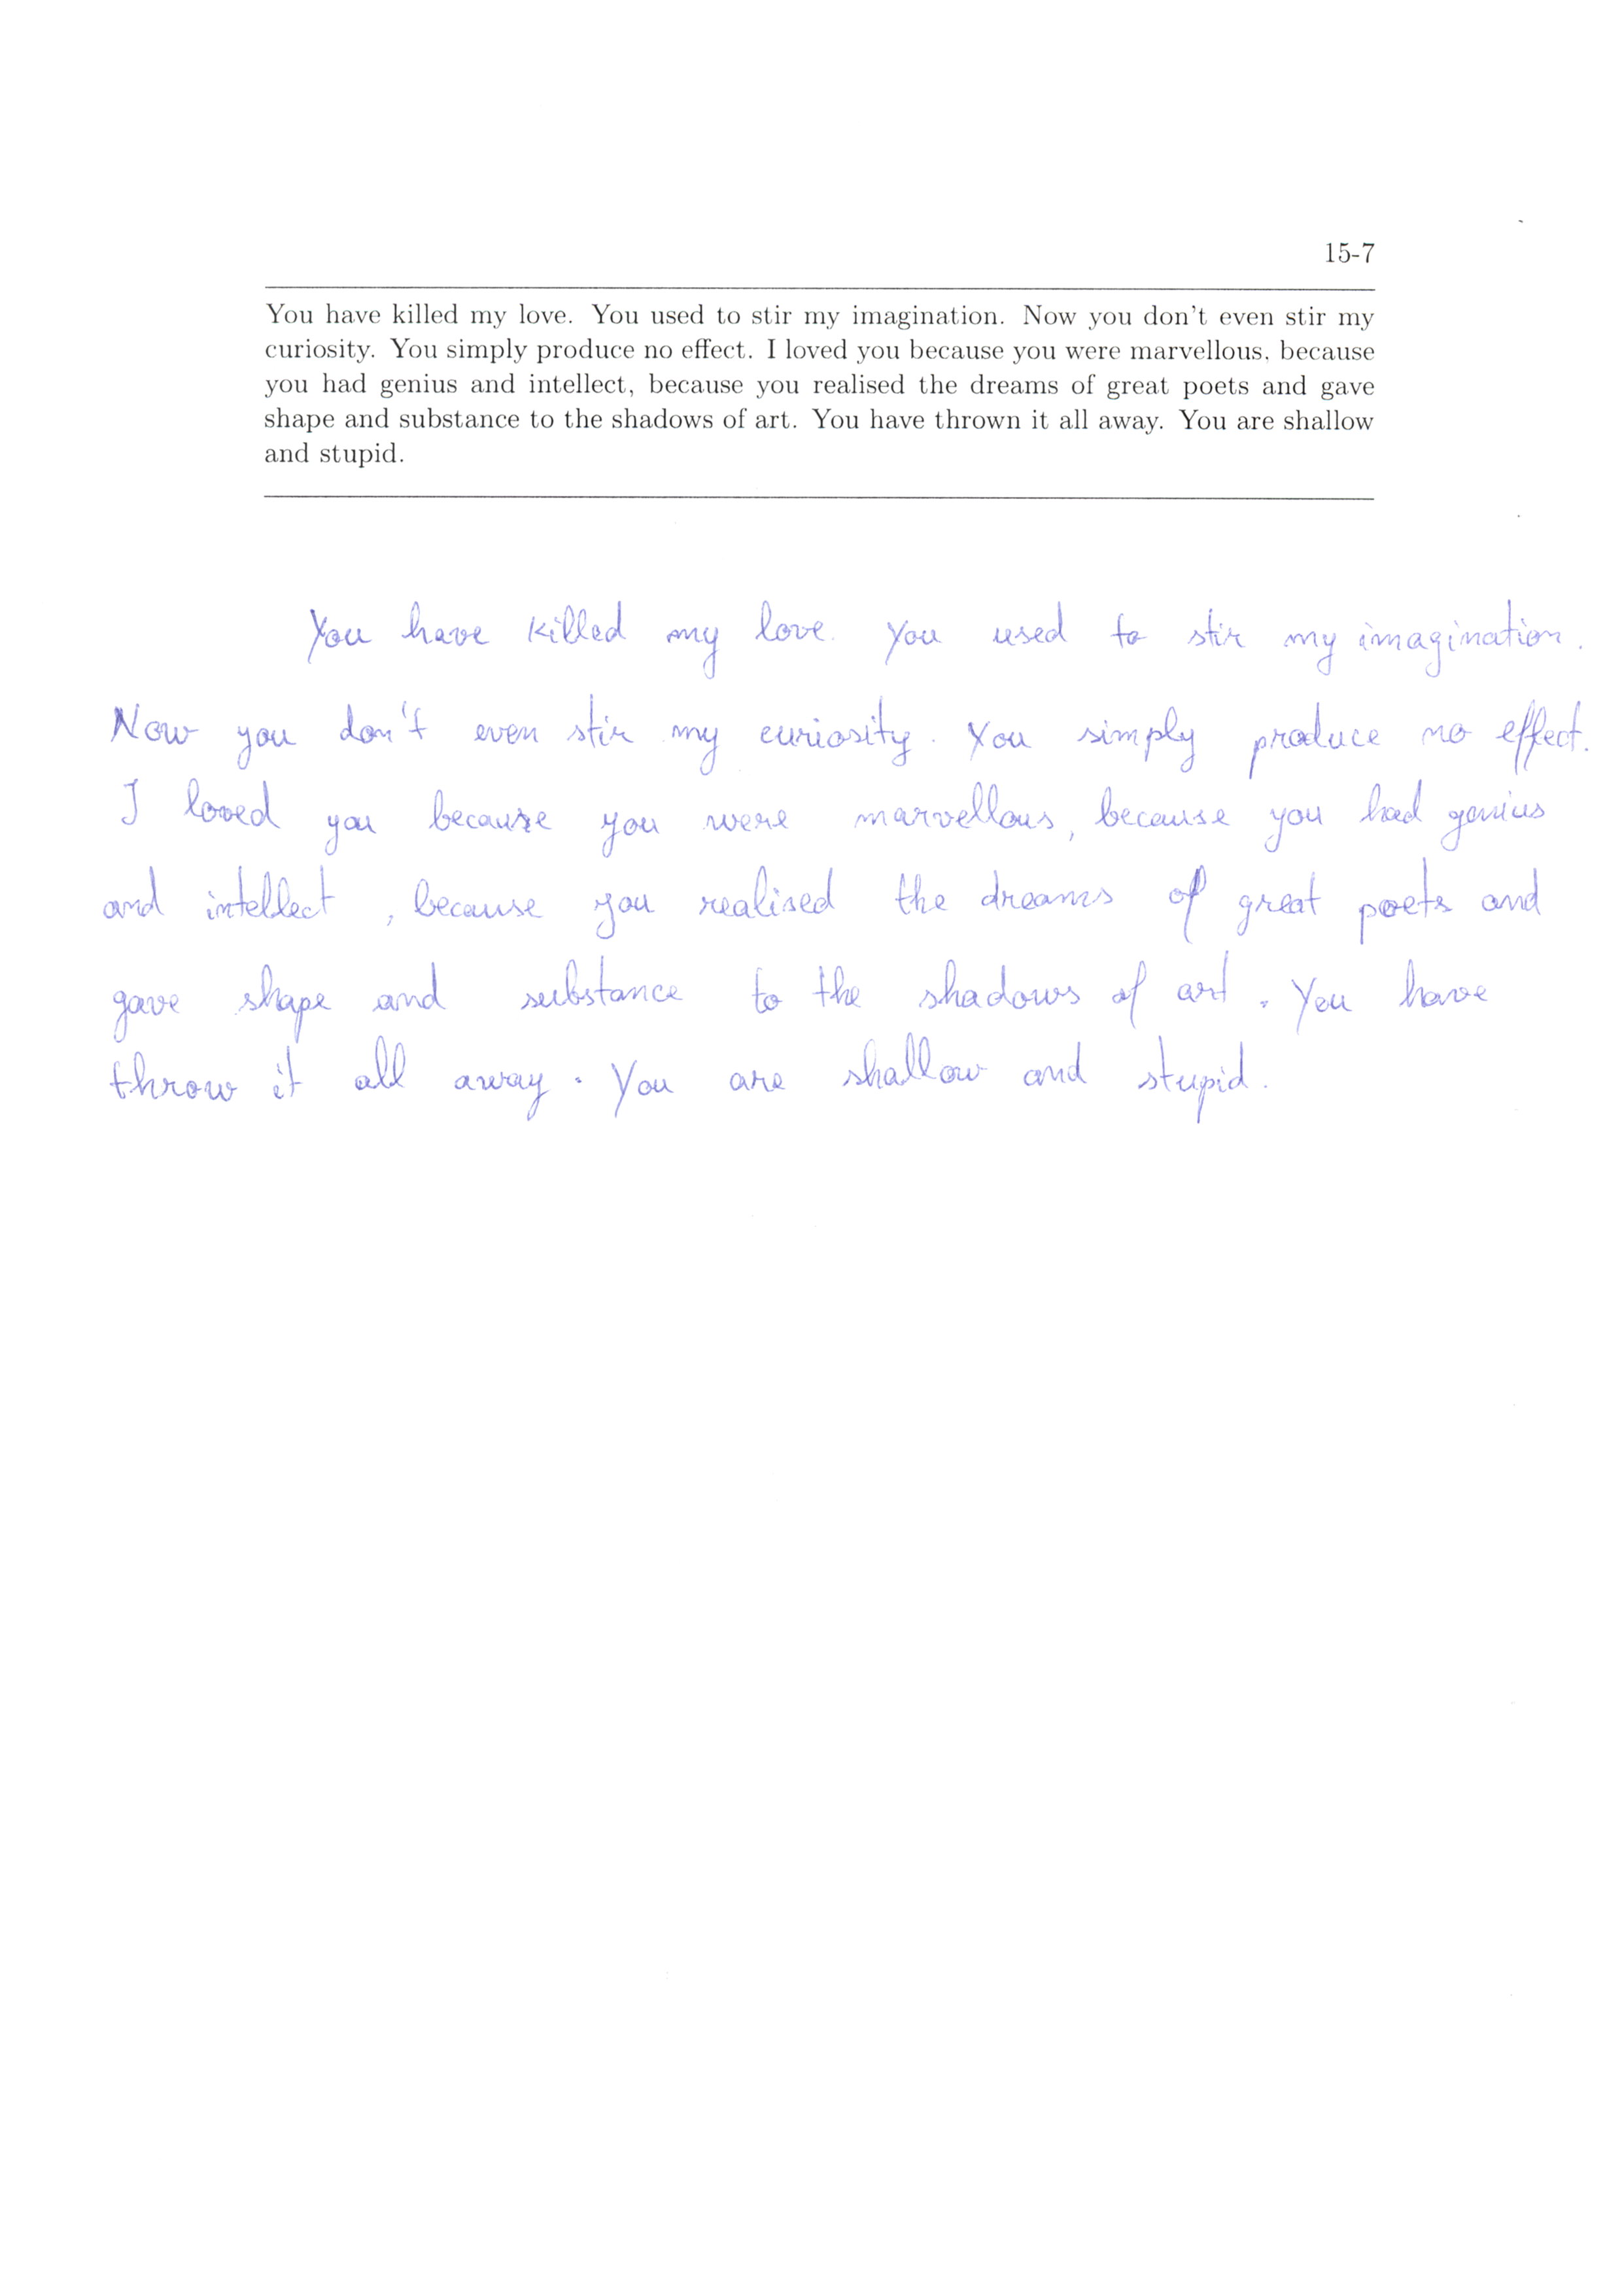 15-7
You have killed my love. You used to stir my imagination. Now you don't even stir my
curiosity. You simply produce no effect. I loved you because you were marvellous, because
you had genius and intellect, because you realised the dreams of great poets and gave
shape and substance to the shadows of art. You have thrown it all away. You are shallow
and stupid.
You have killed my love. You used to stir my imagination.
Now you don't even stir my curiosity. You simply produce no effect.
I loved you because you were marvellous, because you had genius
and intellect, because you realised the dreams of great poets and
gave shape and substance to the shadows of art. You have
throw it all away. You are shallow and stupid.